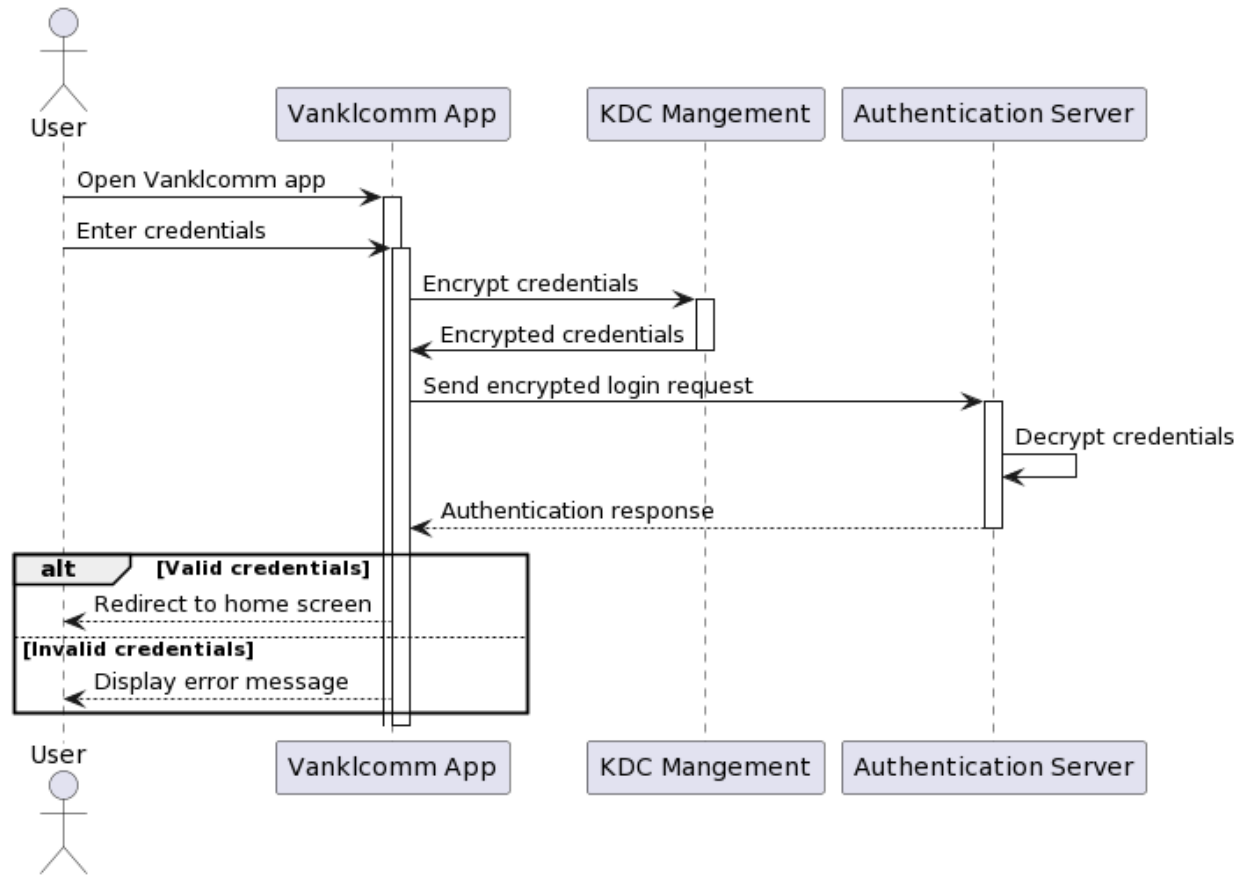 User
Vanklcomm App
KDC Mangement
Authentication Server
Open Vanklcomm app
Enter credentials
Encrypt credentials
Encrypted credentials
Send encrypted login request
Decrypt credentials
Authentication response
alt [Valid credentials]
Redirect to home screen
[Invalid credentials]
Display error message
User
Vanklcomm App
KDC Mangement
Authentication Server